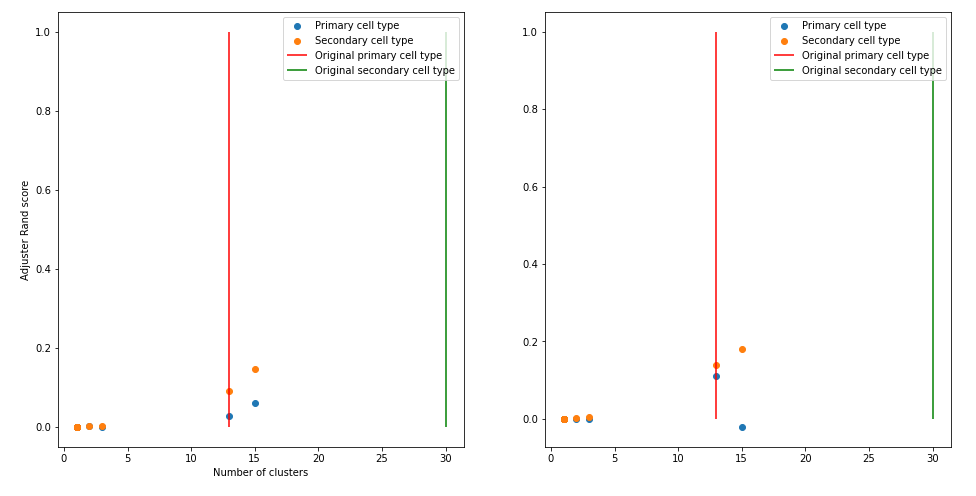 Primary cell type
Secondary cell type
Original primary cell type
Original secondary cell type
1.0
0.8
0.6
0.4
0.2
0.0
Adjuster Rand score
0 5 10 15 20 25 30
Number of clusters
Primary cell type
Secondary cell type
Original primary cell type
Original secondary cell type
1.0
0.8
0.6
0.4
0.2
0.0
0 5 10 15 20 25 30